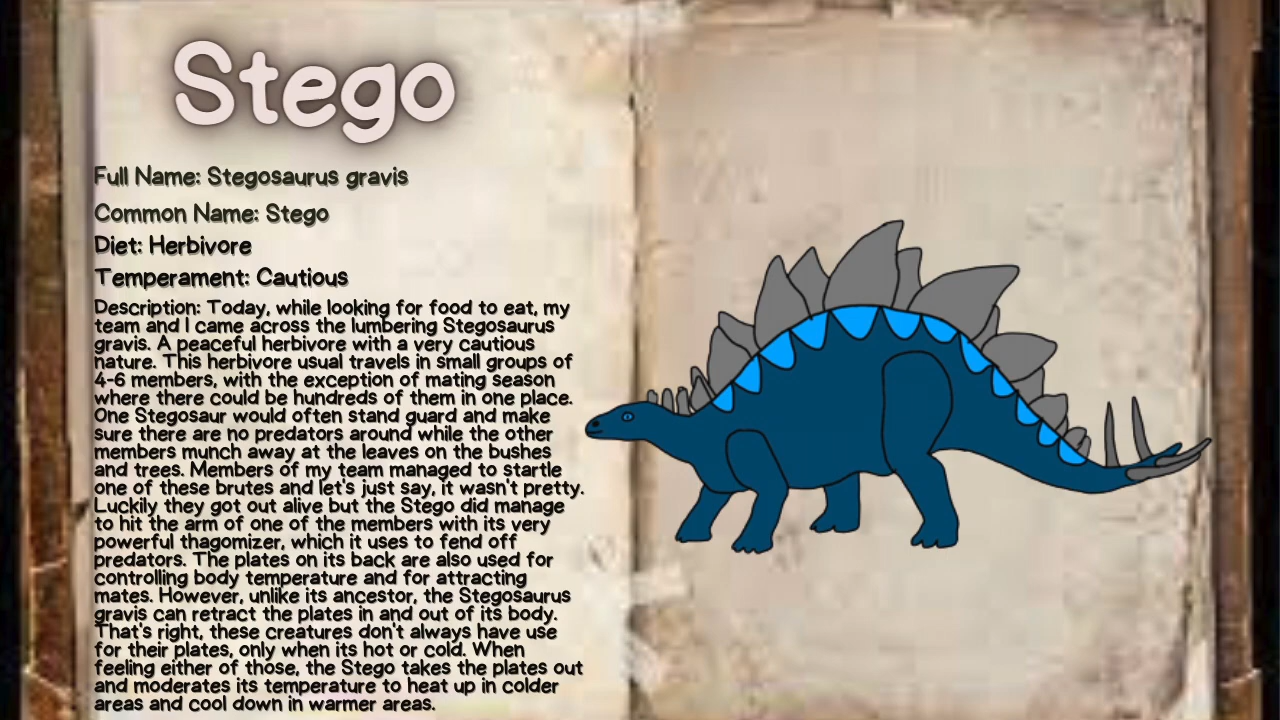 Stego
Full Name: Stegosaurus gravis
Common Name: Stego
Diet: Herbivore
Temperament: Cautious
Description: Today, while looking for food to eat, my
team and I came across the lumbering Stegosaurus
gravis. A peaceful herbivore with a very cautious
nature. This herbivore usual travels in small groups of
4-6 members, with the exception of mating season
where there could be hundreds of them in one place.
One Stegosaur would often stand guard and make
sure there are no predators around while the other
members munch away at the leaves on the bushes
and trees. Members of my team managed to startle
one of these brutes and let's just say, it wasn't pretty.
Luckily they got out alive but the Stego did manage
to hit the arm of one of the members with its very
powerful thagomizer, which it uses to fend off
predators. The plates on its back are also used for
controlling body temperature and for attracting
mates. However, unlike its ancestor, the Stegosaurus
gravis can retract the plates in and out of its body.
That's right, these creatures don't always have use
for their plates, only when its hot or cold. When
feeling either of those, the Stego takes the plates out
and moderates its temperature to heat up in colder
areas and cool down in warmer areas.